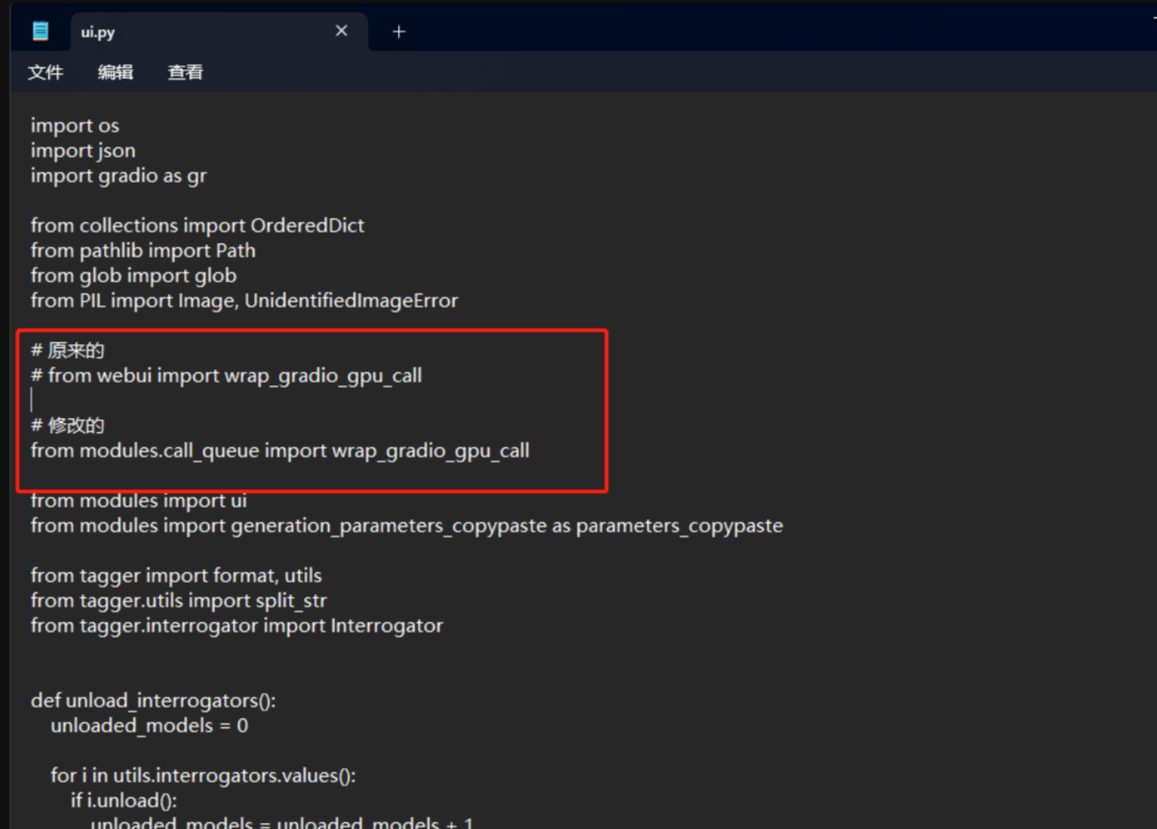 ui.py
文件 编辑 查看
import os
import json
import gradio as gr
from collections import OrderedDict
from pathlib import Path
from glob import glob
from PIL import Image, UnidentifiedImageError
# 原来的
# from webui import wrap_gradio_gpu_call
# 修改的
from modules.call_queue import wrap_gradio_gpu_call
from modules import ui
from modules import generation_parameters_copypaste as parameters_copypaste
from tagger import format, utils
from tagger.utils import split_str
from tagger.interrogator import Interrogator
def unload_interrogators():
    unloaded_models = 0
    for i in utils.interrogators.values():
        if i.unload():
            unloaded_models = unloaded_models + 1